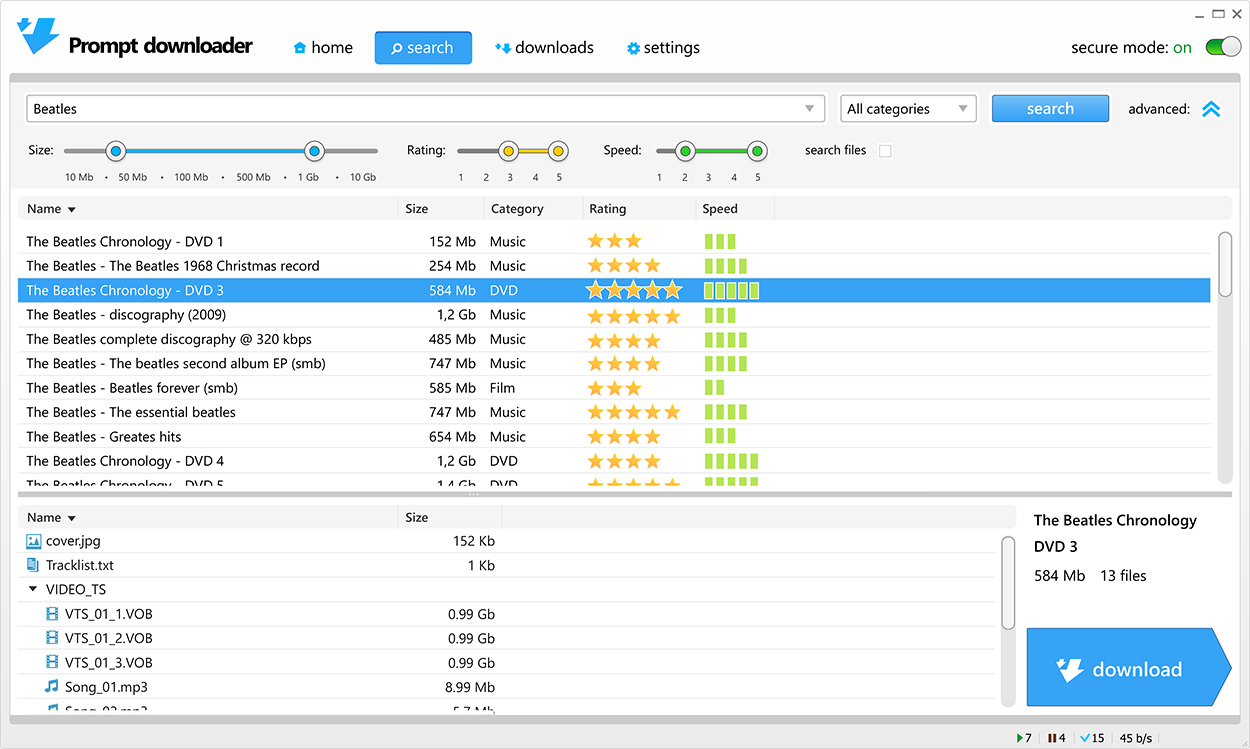 Prompt downloader home search downloads settings secure mode: on
Beatles All categories search advanced:
Size: Rating: Speed: search files
10 Mb · 50 Mb · 100 Mb · 500 Mb · 1 Gb · 10 Gb 1 2 3 4 5 1 2 3 4 5
Name Size Category Rating Speed
The Beatles Chronology - DVD 1 152 Mb Music
The Beatles - The Beatles 1968 Christmas record 254 Mb Music
The Beatles Chronology - DVD 3 584 Mb DVD
The Beatles - discography (2009) 1,2 Gb Music
The Beatles complete discography @ 320 kbps 485 Mb Music
The Beatles - The beatles second album EP (smb) 747 Mb Music
The Beatles - Beatles forever (smb) 585 Mb Film
The Beatles - The essential beatles 747 Mb Music
The Beatles - Greates hits 654 Mb Music
The Beatles Chronology - DVD 4 1,2 Gb DVD
The Beatles Chronology - DVD 5 1,4 Gb DVD
Name Size
cover.jpg 152 Kb
Tracklist.txt 1 Kb
VIDEO_TS
VTS_01_1.VOB 0.99 Gb
VTS_01_2.VOB 0.99 Gb
VTS_01_3.VOB 0.99 Gb
Song_01.mp3 8.99 Mb
Song_02.mp3 5.7 Mb
The Beatles Chronology
DVD 3
584 Mb 13 files
download
7 4 15 45 b/s